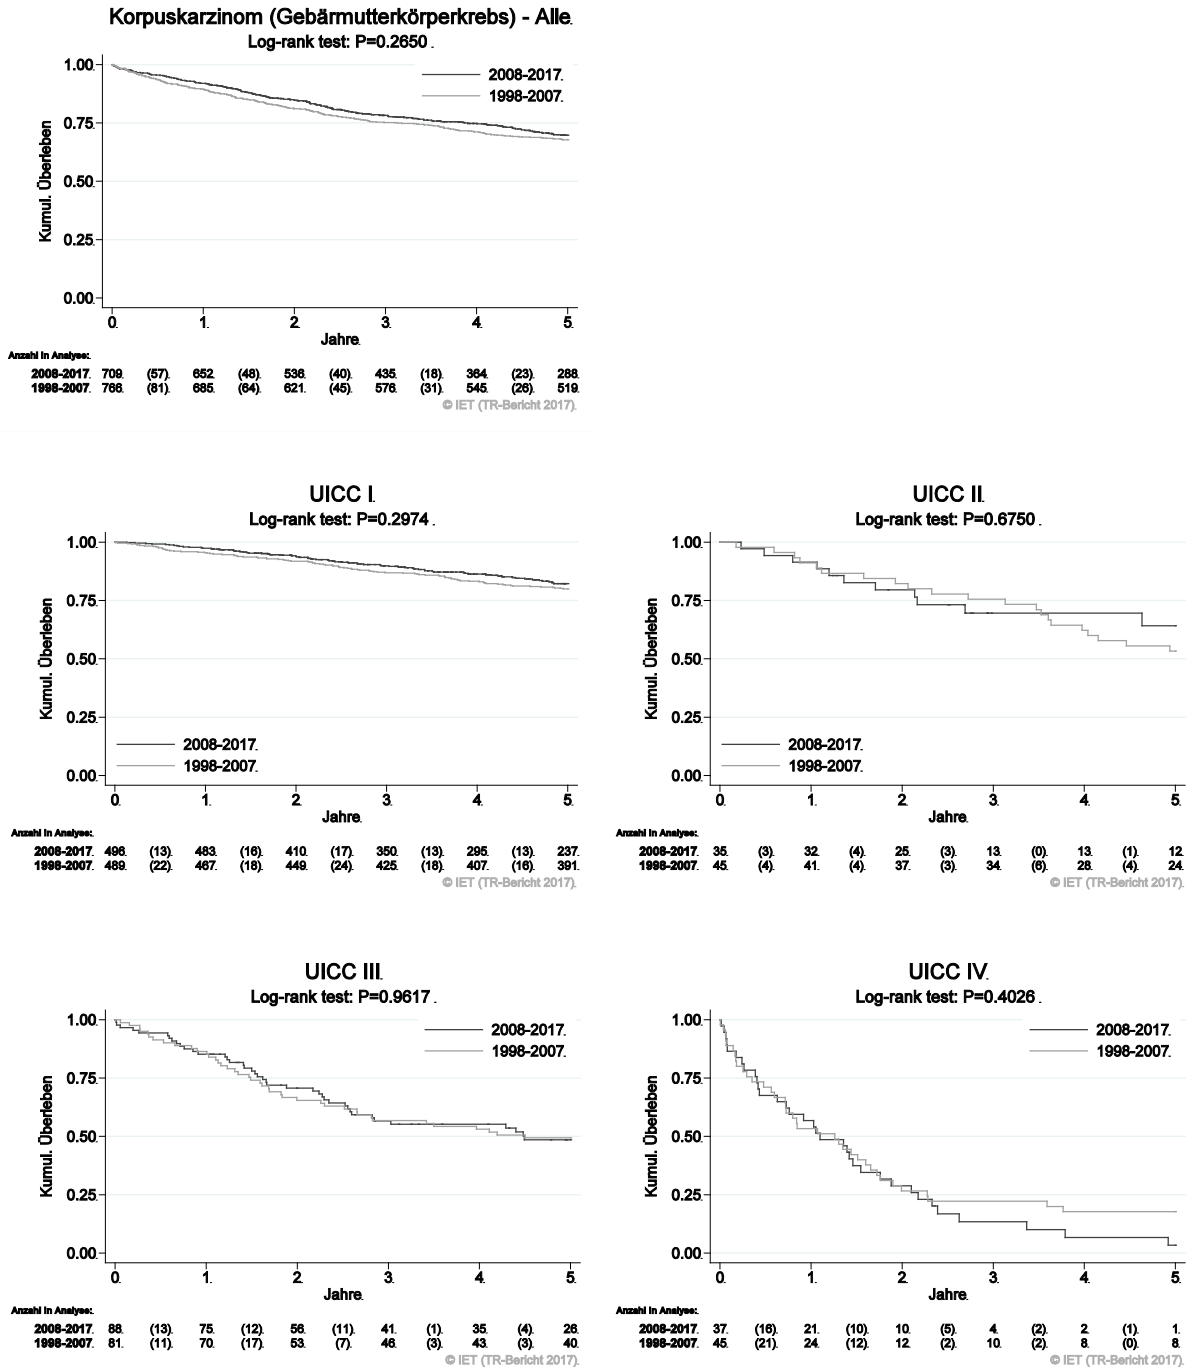 Korpuskarzinom (Gebärmutterkörperkrebs) - Alle.
Log-rank test: P=0.2650 .
1.00.
0.75.
0.50.
0.25.
0.00.
Kumul. Überleben
2008-2017.
1998-2007.
0. 1. 2. 3. 4. 5.
Jahre.
Anzahl in Analyse:.
2008-2017. 709. (57). 652. (48). 536. (40). 435. (18). 364. (23). 288.
1998-2007. 766. (81). 685. (64). 621. (45). 576. (31). 545. (26). 519.
© IET (TR-Bericht 2017).
UICC I.
Log-rank test: P=0.2974 .
1.00.
0.75.
0.50.
0.25.
0.00.
Kumul. Überleben
2008-2017.
1998-2007.
0. 1. 2. 3. 4. 5.
Jahre.
Anzahl in Analyse:.
2008-2017. 496. (13). 483. (16). 410. (17). 350. (13). 295. (13). 237.
1998-2007. 489. (22). 467. (18). 449. (24). 425. (18). 407. (16). 391.
© IET (TR-Bericht 2017).
UICC II.
Log-rank test: P=0.6750 .
1.00.
0.75.
0.50.
0.25.
0.00.
Kumul. Überleben
2008-2017.
1998-2007.
0. 1. 2. 3. 4. 5.
Jahre.
Anzahl in Analyse:.
2008-2017. 35. (3). 32. (4). 25. (3). 13. (0). 13. (1). 12.
1998-2007. 45. (4). 41. (4). 37. (3). 34. (6). 28. (4). 24.
© IET (TR-Bericht 2017).
UICC III.
Log-rank test: P=0.9617 .
1.00.
0.75.
0.50.
0.25.
0.00.
Kumul. Überleben
2008-2017.
1998-2007.
0. 1. 2. 3. 4. 5.
Jahre.
Anzahl in Analyse:.
2008-2017. 88. (13). 75. (12). 56. (11). 41. (1). 35. (4). 26.
1998-2007. 81. (11). 70. (17). 53. (7). 46. (3). 43. (3). 40.
© IET (TR-Bericht 2017).
UICC IV.
Log-rank test: P=0.4026 .
1.00.
0.75.
0.50.
0.25.
0.00.
Kumul. Überleben
2008-2017.
1998-2007.
0. 1. 2. 3. 4. 5.
Jahre.
Anzahl in Analyse:.
2008-2017. 37. (16). 21. (10). 10. (5). 4. (2). 2. (1). 1.
1998-2007. 45. (21). 24. (12). 12. (2). 10. (2). 8. (0). 8.
© IET (TR-Bericht 2017).